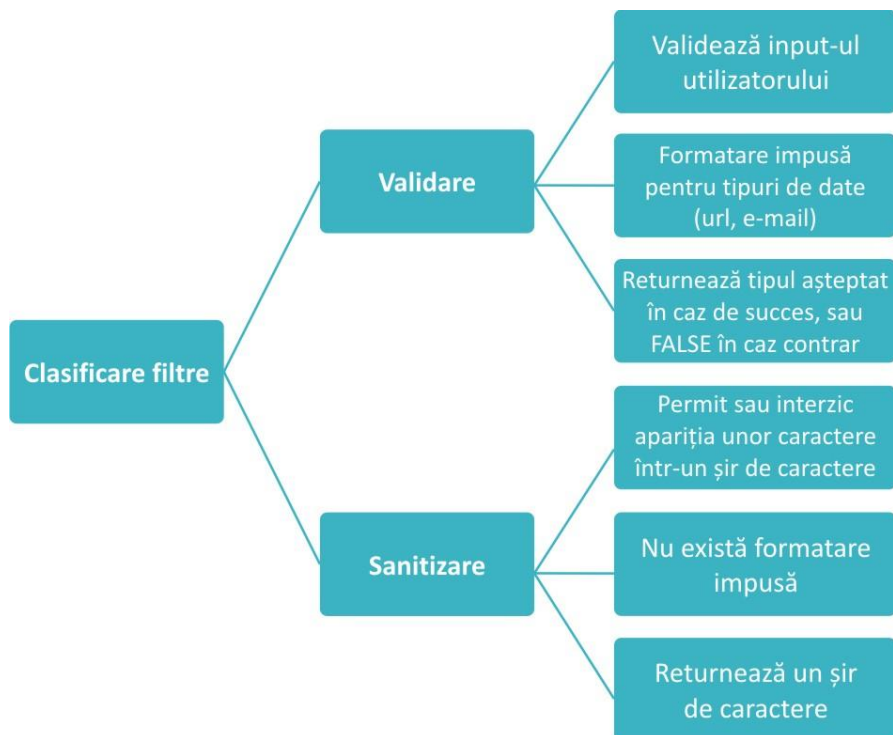 Clasificare filtre
Validare
Validează input-ul
utilizatorului
Formatare impusă
pentru tipuri de date
(url, e-mail)
Returnează tipul așteptat
în caz de succes, sau
FALSE în caz contrar
Sanitizare
Permit sau interzic
apariția unor caractere
într-un șir de caractere
Nu există formatare
impusă
Returnează un șir
de caractere